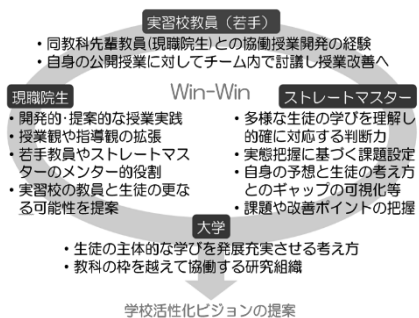 実習校教員(若手)
・同教科先輩教員(現職院生)との協働授業開発の経験
・自身の公開授業に対してチーム内で討議し授業改善へ
Win-Win
現職院生
・開発的・提案的な授業実践
・授業観や指導観の拡張
・若手教員やストレートマス
ターのメンター的役割
・実習校の教員と生徒の更な
る可能性を提案
ストレートマスター
・多様な生徒の学びを理解し
的確に対応する判断力
・実態把握に基づく課題設定
・自身の予想と生徒の考え方
とのギャップの可視化等
・課題や改善ポイントの把握
大学
・生徒の主体的な学びを発展充実させる考え方
・教科の枠を越えて協働する研究組織
学校活性化ビジョンの提案